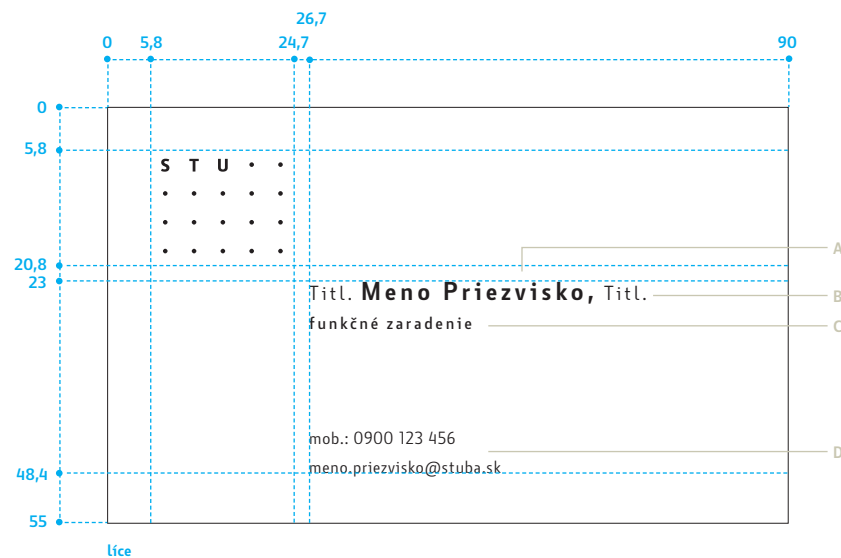 26,7
0 5,8 24,7 90
0
5,8
S T U
A
20,8
23
Titl. Meno Priezvisko, Titl. B
funkčné zaradenie C
mob.: 0900 123 456
D
meno.priezvisko@stuba.sk
48,4
55
líce